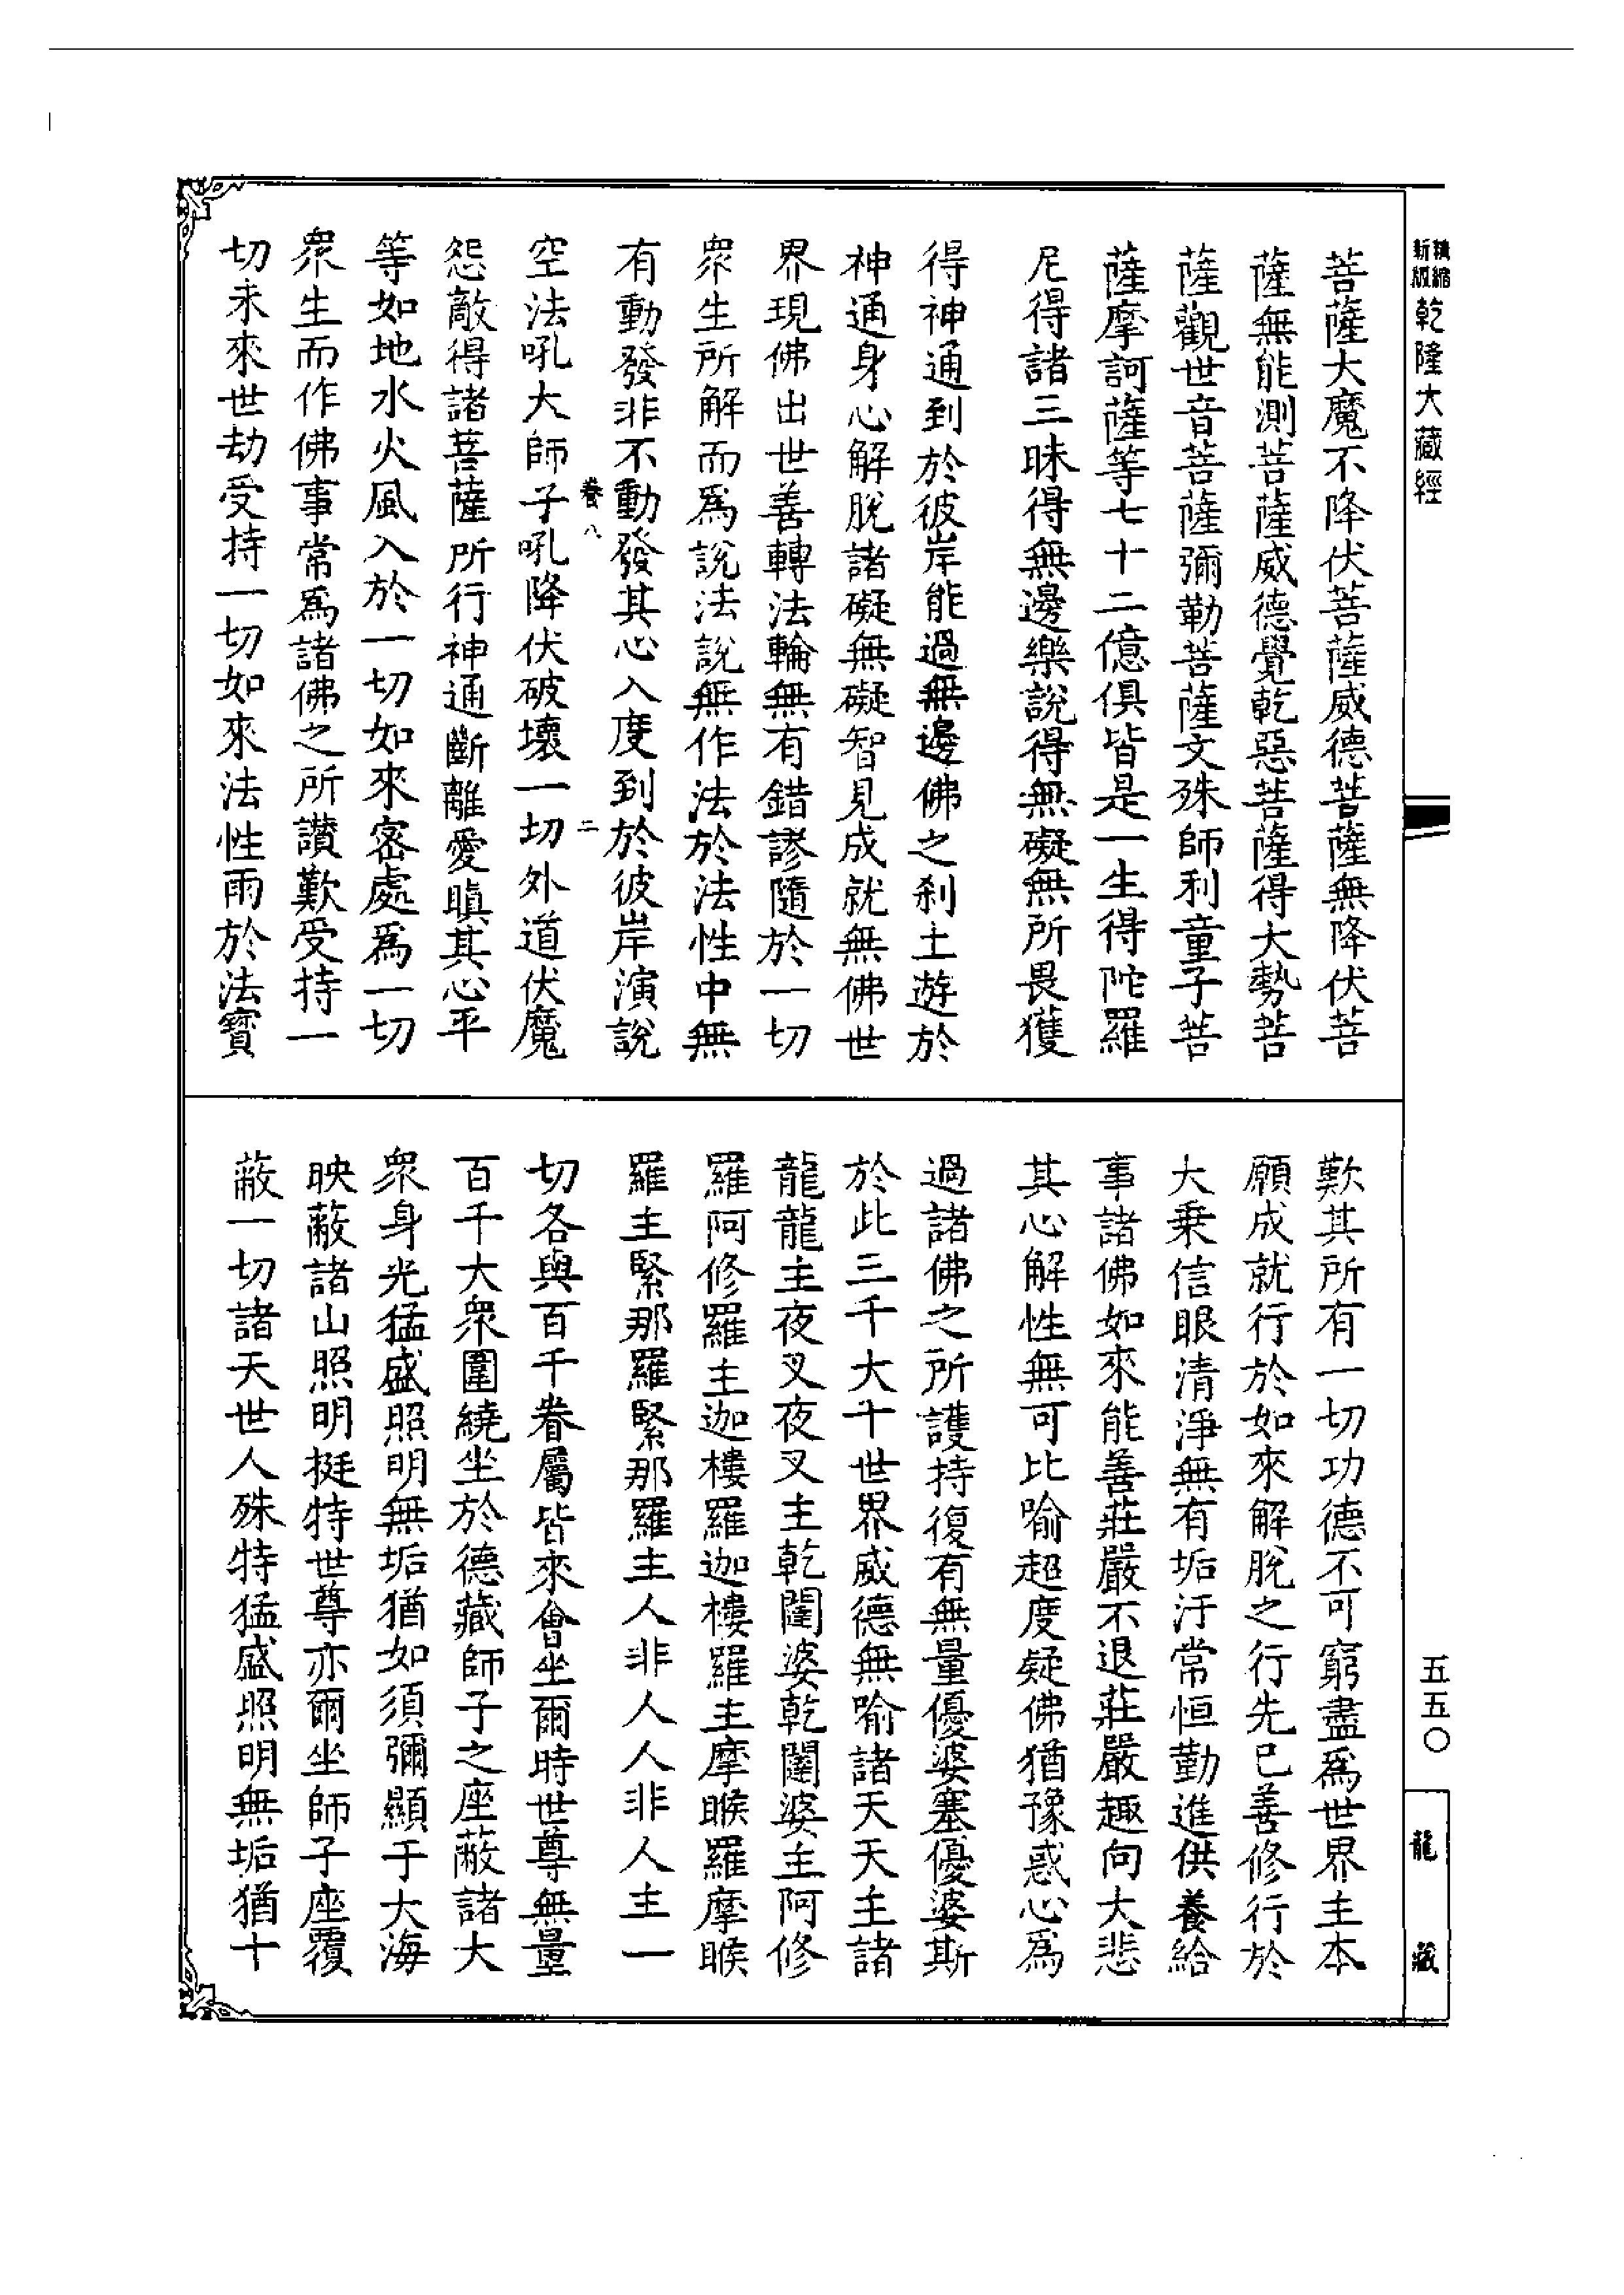 精縮新版乾隆大藏經
菩薩大魔不降伏菩薩威德菩薩無降伏菩
薩無能測菩薩威德覺乾惡菩薩得大勢菩
薩觀世音菩薩彌勒菩薩文殊師利童子菩
薩摩訶薩等七十二億俱皆是一生得陀羅
尼得諸三昧得無邊樂說得無礙無所畏獲
得神通到於彼岸能過無邊佛之剎土遊於
神通身心解脫諸礙無礙智見成就無佛世
界現佛出世善轉法輪無有錯謬隨於一切
眾生所解而為說法說無作法於法性中無
有動發非不動發其心入度到於彼岸演說
卷八　二
空法吼大師子吼降伏破壞一切外道伏魔
怨敵得諸菩薩所行神通斷離愛瞋其心平
等如地水火風入於一切如來密處為一切
眾生而作佛事常為諸佛之所讚歎受持一
切未來世劫受持一切如來法性雨於法寶
歎其所有一切功德不可窮盡為世界主本
願成就行於如來解脫之行先已善修行於
大乘信眼清淨無有垢汙常恒勤進供養給
事諸佛如來能善莊嚴不退莊嚴趣向大悲
其心解性無可比喻超度疑佛猶豫惑心為
過諸佛之所護持復有無量優婆塞優婆斯
於此三千大千世界威德無喻諸天天主諸
龍龍主夜叉夜叉主乾闥婆乾闥婆主阿修
羅阿修羅主迦樓羅迦樓羅主摩睺羅摩睺
羅主緊那羅緊那羅主人非人人非人主一
切各與百千眷屬皆來會坐爾時世尊無量
百千大眾圍繞坐於德藏師子之座蔽諸大
眾身光猛盛照明無垢猶如須彌顯于大海
映蔽諸山照明挺特世尊亦爾坐師子座覆
蔽一切諸天世人殊特猛盛照明無垢猶十
五五〇
龍藏